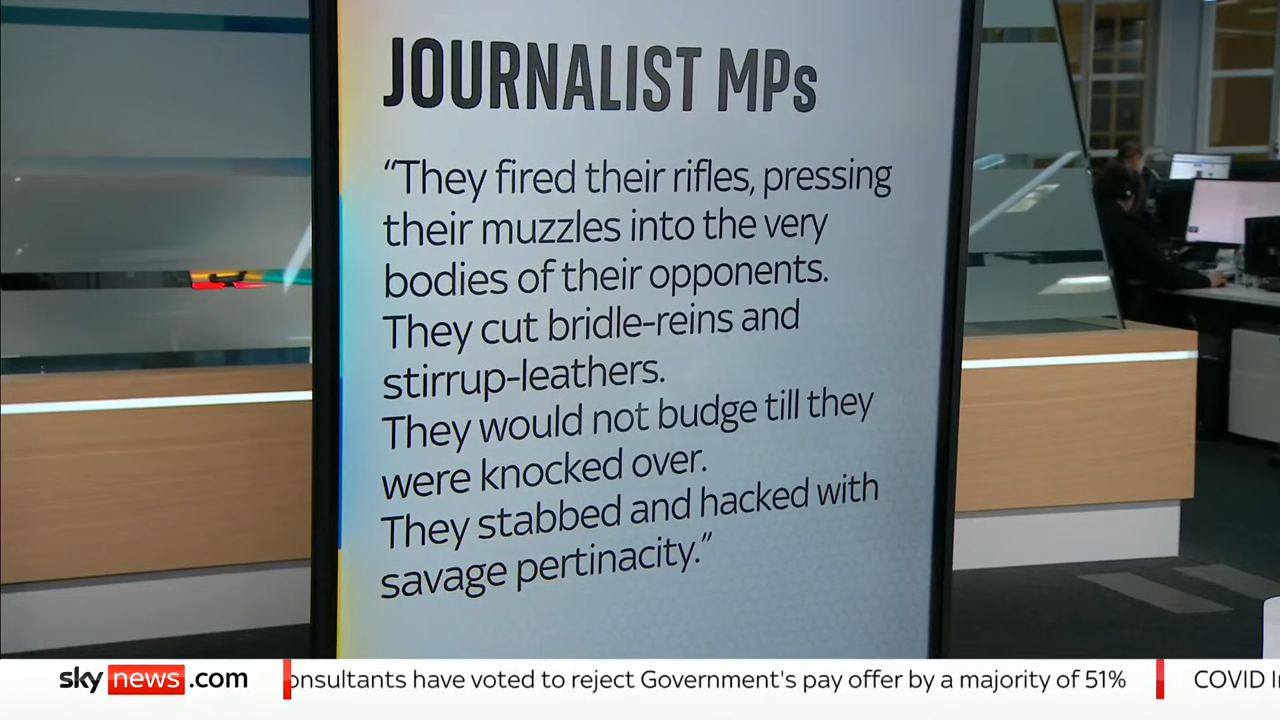 JOURNALIST MPs
“They fired their rifles, pressing
their muzzles into the very
bodies of their opponents.
They cut bridle-reins and
stirrup-leathers.
They would not budge till they
were knocked over.
They stabbed and hacked with
savage pertinacity.”
sky news .com
onsultants have voted to reject Government's pay offer by a majority of 51%
COVID